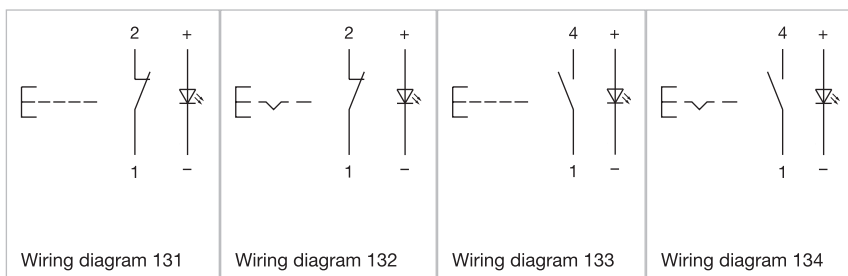 2 + 2 + 4 + 4 +
1 – 1 – 1 – 1 –
Wiring diagram 131 Wiring diagram 132 Wiring diagram 133 Wiring diagram 134